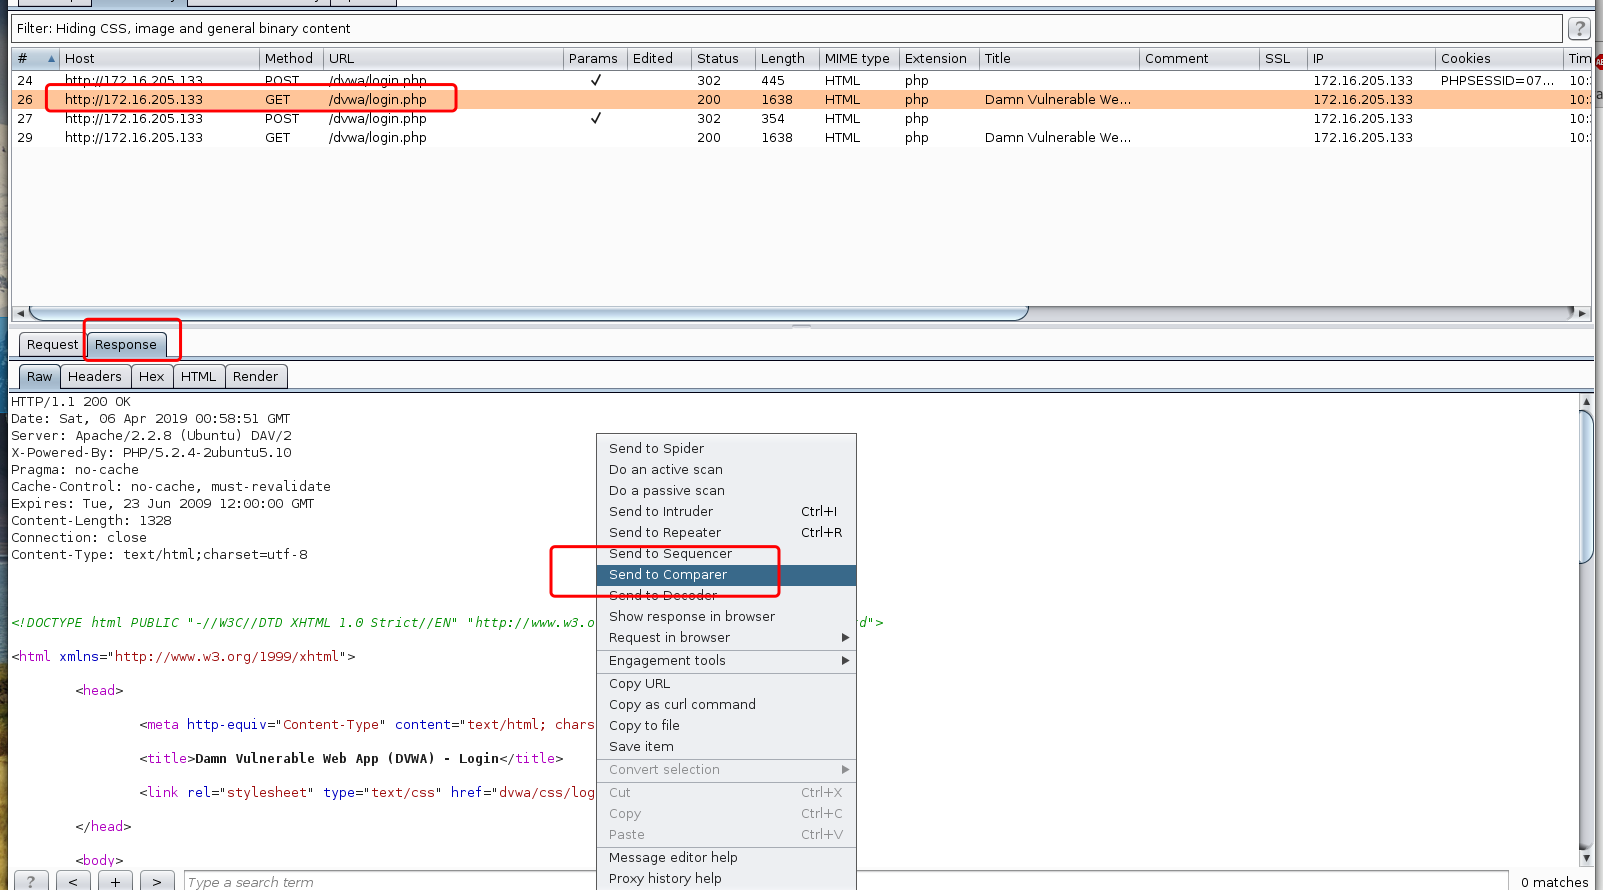 Filter: Hiding CSS, image and general binary content
?
# Host Method URL Params Edited Status Length MIME type Extension Title Comment SSL IP Cookies Tim
24 http://172.16.205.133 POST /dvwa/login.php ✓ 302 445 HTML php 172.16.205.133 PHPSESSID=07... 10:
26 http://172.16.205.133 GET /dvwa/login.php 200 1638 HTML php Damn Vulnerable We... 172.16.205.133 10:
27 http://172.16.205.133 POST /dvwa/login.php ✓ 302 354 HTML php 172.16.205.133 10:
29 http://172.16.205.133 GET /dvwa/login.php 200 1638 HTML php Damn Vulnerable We... 172.16.205.133 10:
Request Response
Raw Headers Hex HTML Render
HTTP/1.1 200 OK
Date: Sat, 06 Apr 2019 00:58:51 GMT
Server: Apache/2.2.8 (Ubuntu) DAV/2
X-Powered-By: PHP/5.2.4-2ubuntu5.10
Pragma: no-cache
Cache-Control: no-cache, must-revalidate
Expires: Tue, 23 Jun 2009 12:00:00 GMT
Content-Length: 1328
Connection: close
Content-Type: text/html;charset=utf-8
<!DOCTYPE html PUBLIC "-//W3C//DTD XHTML 1.0 Strict//EN" "http://www.w3.o d">
<html xmlns="http://www.w3.org/1999/xhtml">
<head>
<meta http-equiv="Content-Type" content="text/html; chars
<title>Damn Vulnerable Web App (DVWA) - Login</title>
<link rel="stylesheet" type="text/css" href="dvwa/css/log
</head>
<body>
Send to Spider
Do an active scan
Do a passive scan
Send to Intruder Ctrl+I
Send to Repeater Ctrl+R
Send to Sequencer
Send to Comparer
Send to Decoder
Show response in browser
Request in browser
Engagement tools
Copy URL
Copy as curl command
Copy to file
Save item
Convert selection
Cut Ctrl+X
Copy Ctrl+C
Paste Ctrl+V
Message editor help
Proxy history help
? < + > Type a search term 0 matches